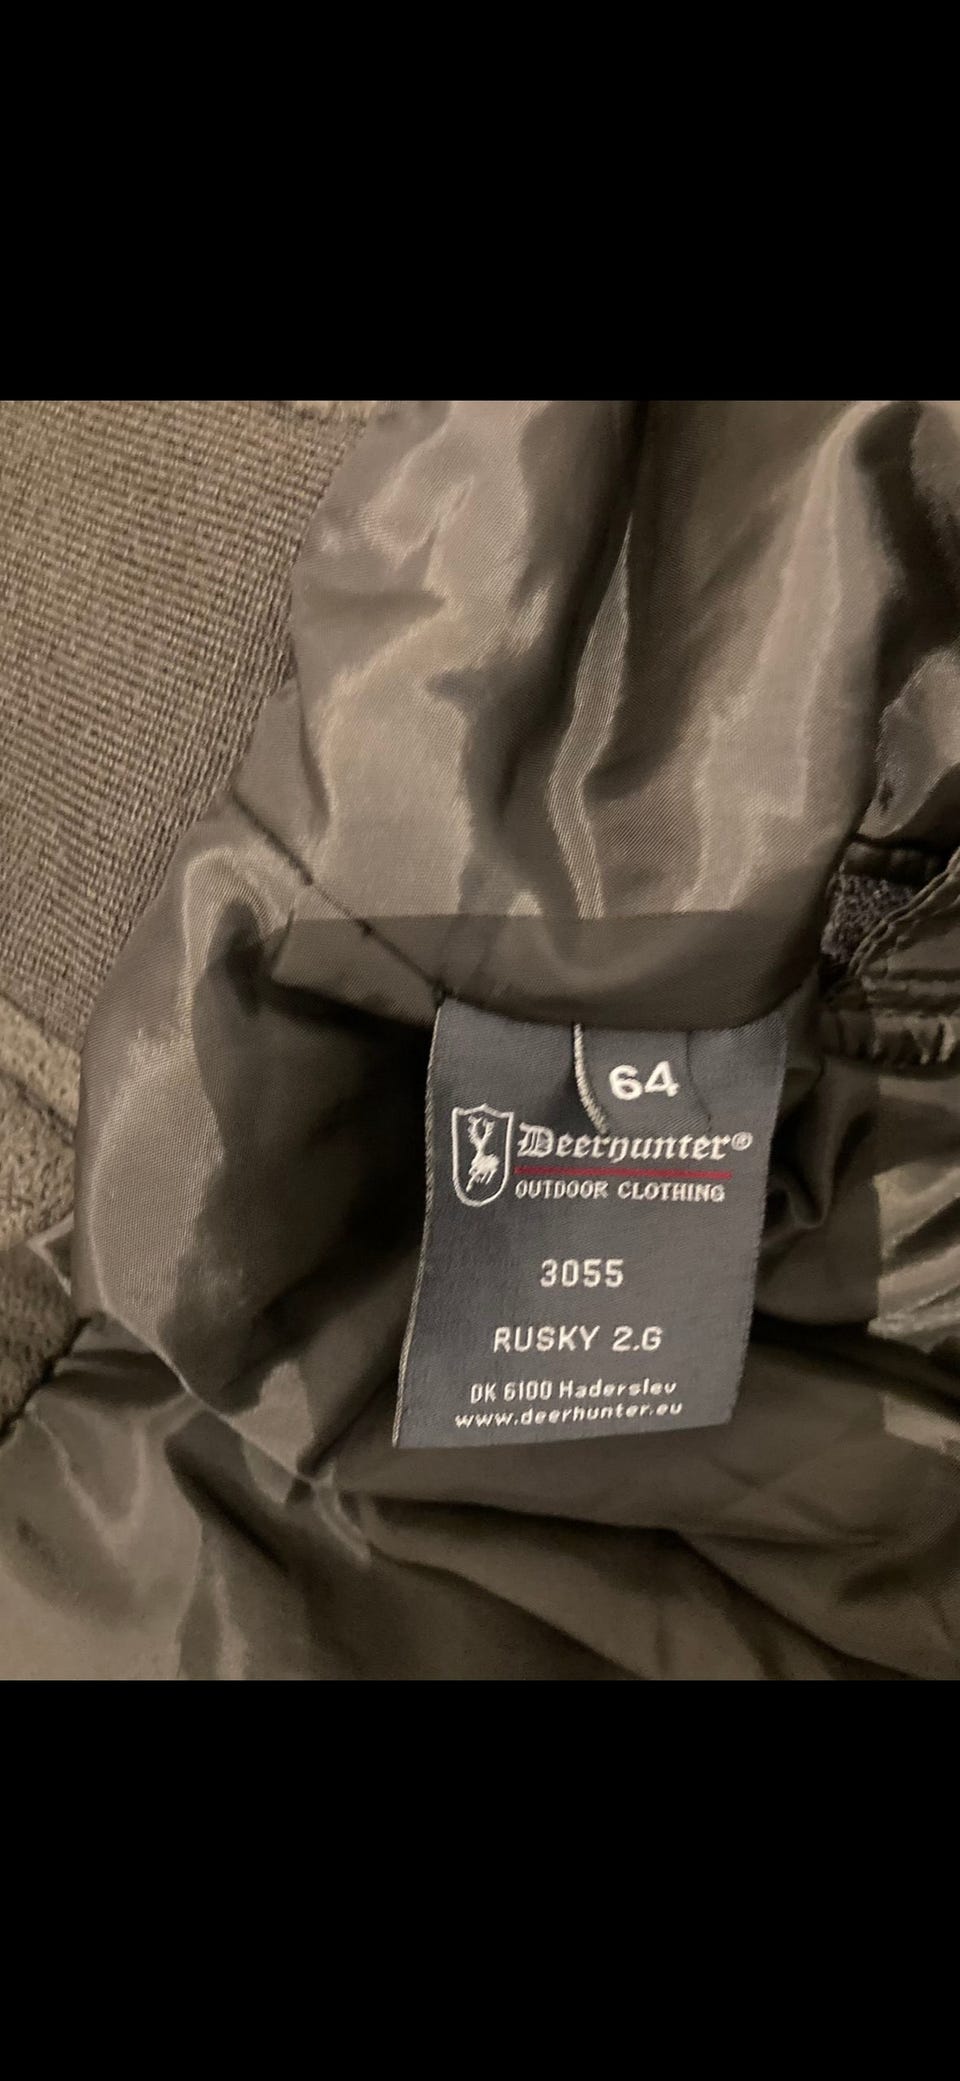 64
Deerhunter®
OUTDOOR CLOTHING
3055
RUSKY 2.G
DK 6100 Haderslev
www.deerhunter.eu